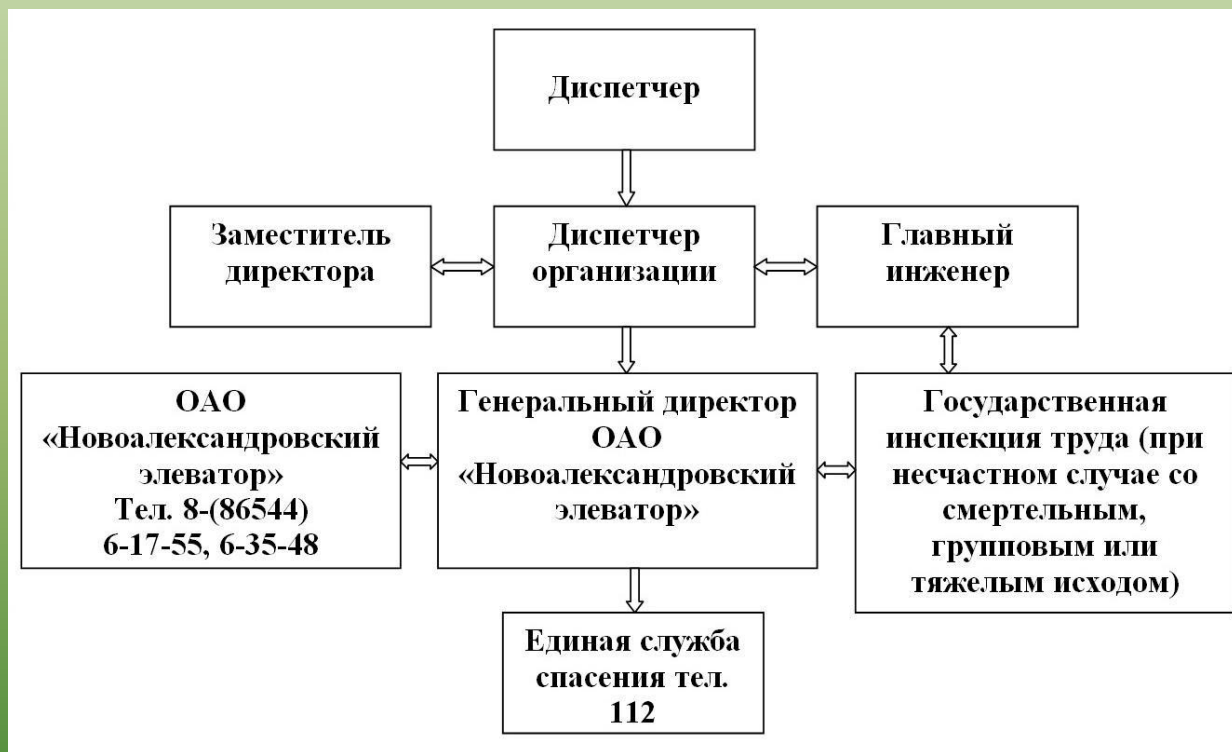 Диспетчер
Заместитель
директора
Диспетчер
организации
Главный
инженер
ОАО
«Новоалександровский
элеватор»
Тел. 8-(86544)
6-17-55, 6-35-48
Генеральный директор
ОАО
«Новоалександровский
элеватор»
Государственная
инспекция труда (при
несчастном случае со
смертельным,
групповым или
тяжелым исходом)
Единая служба
спасения тел.
112